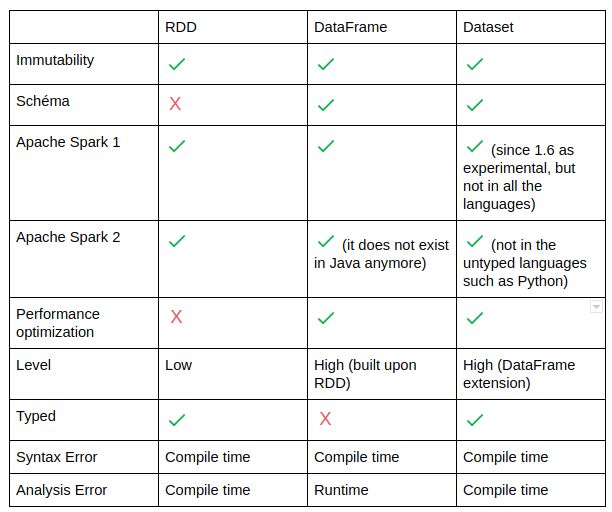 RDD DataFrame Dataset
Immutability ✓ ✓ ✓
Schéma X ✓ ✓
Apache Spark 1 ✓ ✓ ✓ (since 1.6 as
experimental, but
not in all the
languages)
Apache Spark 2 ✓ ✓ (it does not exist
in Java anymore)
✓ (not in the
untyped languages
such as Python)
Performance
optimization
X ✓ ✓
Level Low High (built upon
RDD)
High (DataFrame
extension)
Typed ✓ X ✓
Syntax Error Compile time Compile time Compile time
Analysis Error Compile time Runtime Compile time